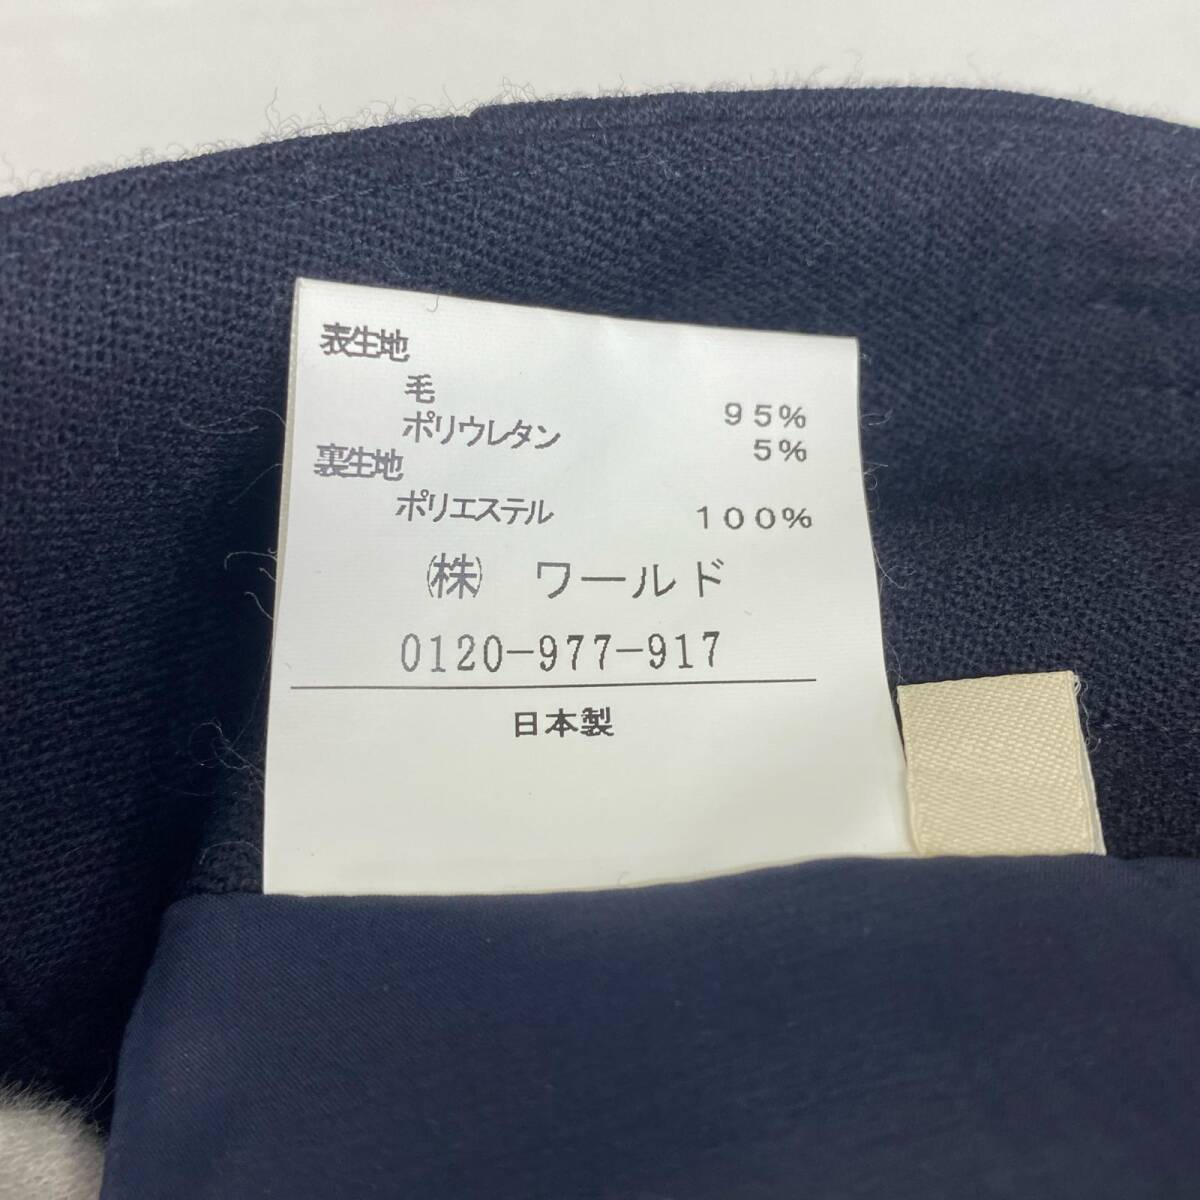 表生地
毛 95%
ポリウレタン 5%
裏生地
ポリエステル 100%
㈱ ワールド
0120-977-917
日本製